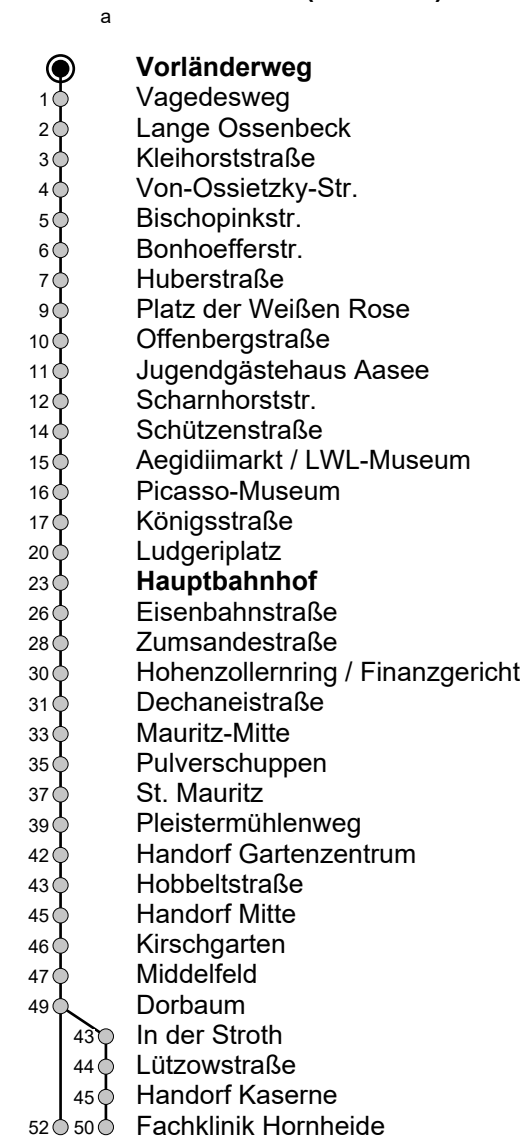 a
Vorländerweg
1 Vagedesweg
2 Lange Ossenbeck
3 Kleihorststraße
4 Von-Ossietzky-Str.
5 Bischopinkstr.
6 Bonhoefferstr.
7 Huberstraße
9 Platz der Weißen Rose
10 Offenbergstraße
11 Jugendgästehaus Aasee
12 Scharnhorststr.
14 Schützenstraße
15 Aegidiimarkt / LWL-Museum
16 Picasso-Museum
17 Königsstraße
20 Ludgeriplatz
23 Hauptbahnhof
26 Eisenbahnstraße
28 Zumsandestraße
30 Hohenzollernring / Finanzgericht
31 Dechaneistraße
33 Mauritz-Mitte
35 Pulverschuppen
37 St. Mauritz
39 Pleistermühlenweg
42 Handorf Gartenzentrum
43 Hobbeltstraße
45 Handorf Mitte
46 Kirschgarten
47 Middelfeld
49 Dorbaum
43 In der Stroth
44 Lützowstraße
45 Handorf Kaserne
52 50 Fachklinik Hornheide